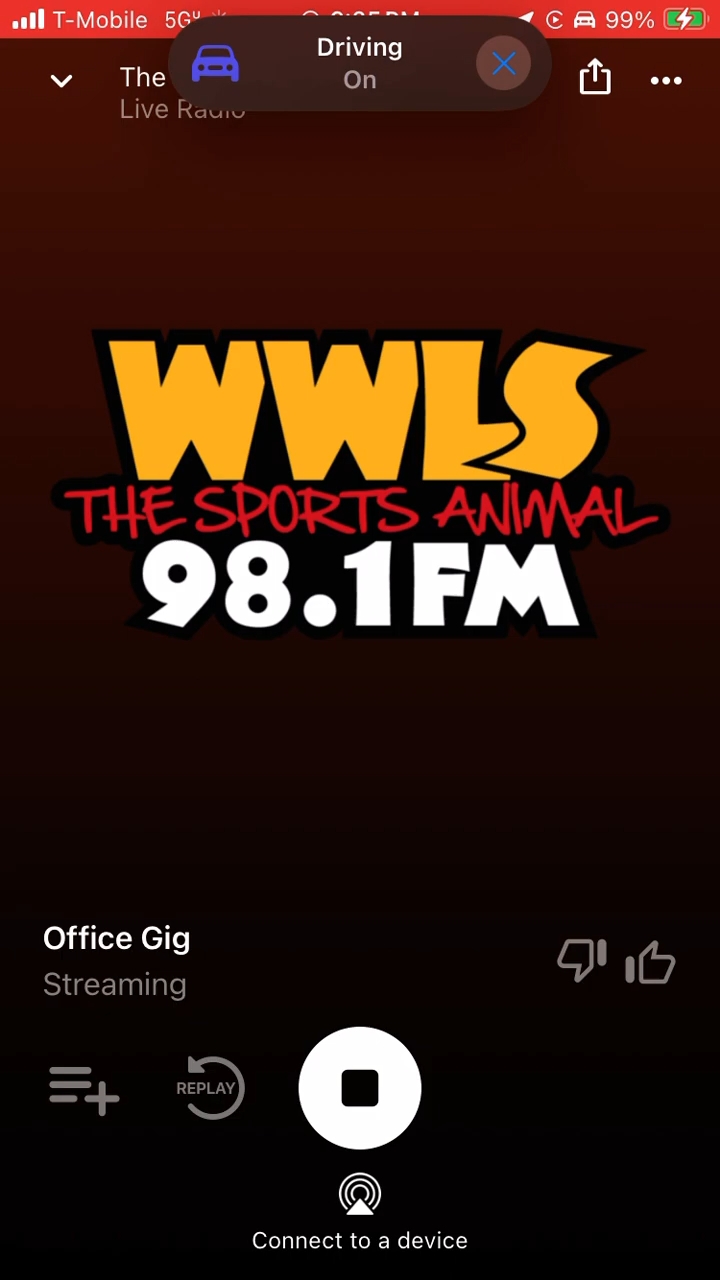 T-Mobile 5G 99%
Driving
On
The
Live Radio
WWLS
THE SPORTS ANIMAL
98.1FM
Office Gig
Streaming
REPLAY
Connect to a device